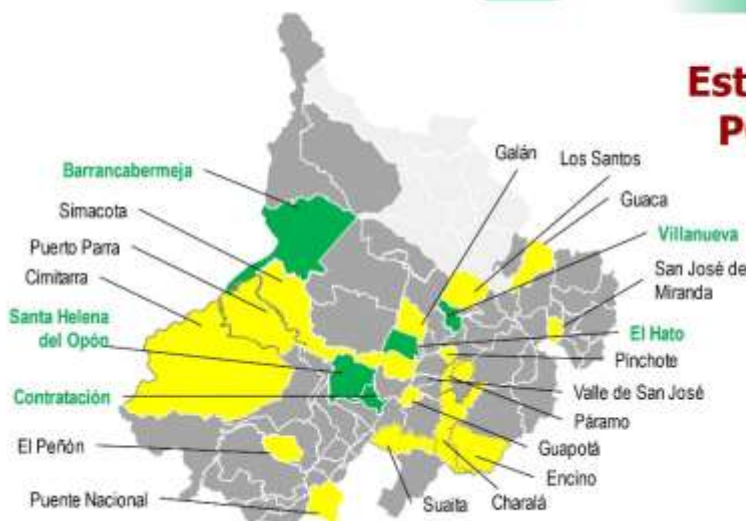 Est
P
Galán
Los Santos
Barrancabermeja
Guaca
Simacota
Villanueva
Puerto Parra
San José de
Miranda
Cimitarra
Santa Helena
del Opón
El Hato
Pinchote
Contratación
Valle de San José
Páramo
El Peñón
Guapotá
Encino
Puente Nacional
Suaita
Charalá